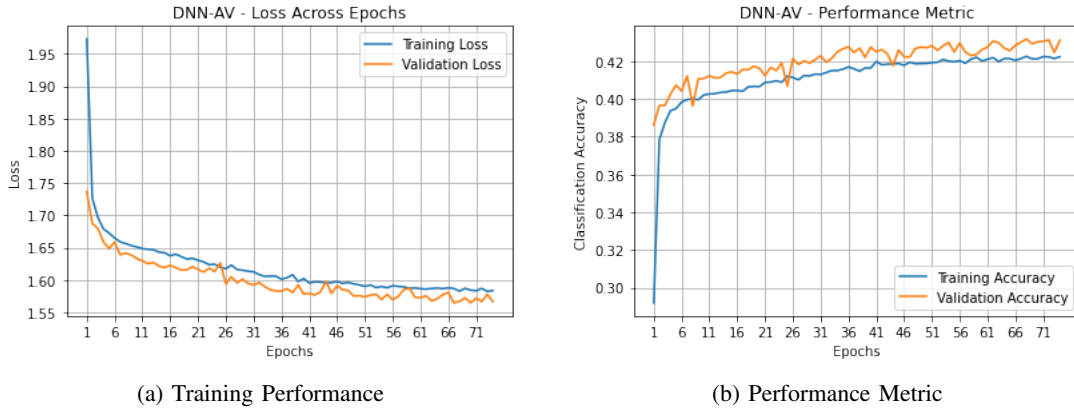 DNN-AV - Loss Across Epochs
Training Loss
Validation Loss
1.95
1.90
1.85
1.80
1.75
1.70
1.65
1.60
1.55
Loss
1 6 11 16 21 26 31 36 41 46 51 56 61 66 71
Epochs
(a) Training Performance
DNN-AV - Performance Metric
0.42
0.40
0.38
0.36
0.34
0.32
0.30
Classification Accuracy
Training Accuracy
Validation Accuracy
1 6 11 16 21 26 31 36 41 46 51 56 61 66 71
Epochs
(b) Performance Metric